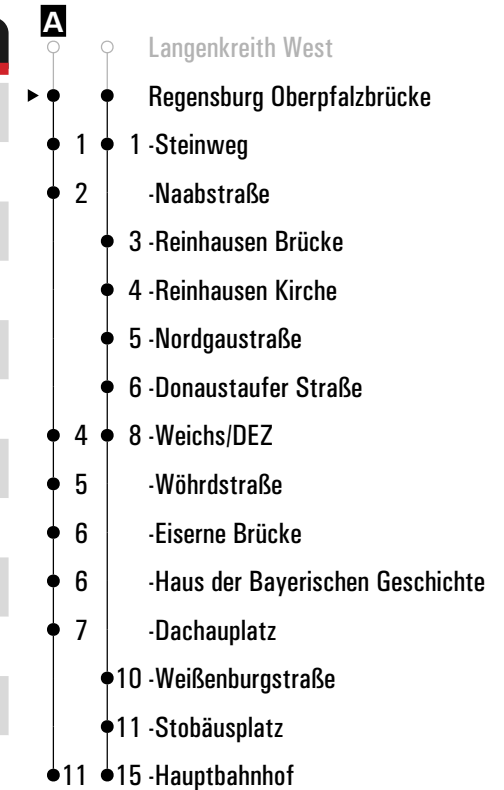 A
Langenkreith West
Regensburg Oberpfalzbrücke
1 1 -Steinweg
2 -Naabstraße
3 -Reinhausen Brücke
4 -Reinhausen Kirche
5 -Nordgaustraße
6 -Donaustaufer Straße
4 8 -Weichs/DEZ
5 -Wöhrdstraße
6 -Eiserne Brücke
6 -Haus der Bayerischen Geschichte
7 -Dachauplatz
10 -Weißenburgstraße
11 -Stobäusplatz
11 15 -Hauptbahnhof